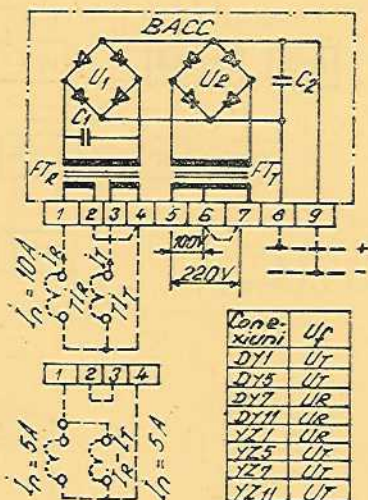 BACC
U1
U2
C1
C2
FTR
FTT
1 2 3 4 5 6 7 8 9
100V
220V
+
-
In = 10A
IR
IT
TIR
TIT
1 2 3 4
In = 5A
IR-IT
In = 5A
Cone-xiuni Uf
DY1 UT
DY5 UT
DY7 UR
DY11 UR
YZ1 UR
YZ5 UT
YZ7 UT
YZ11 UT